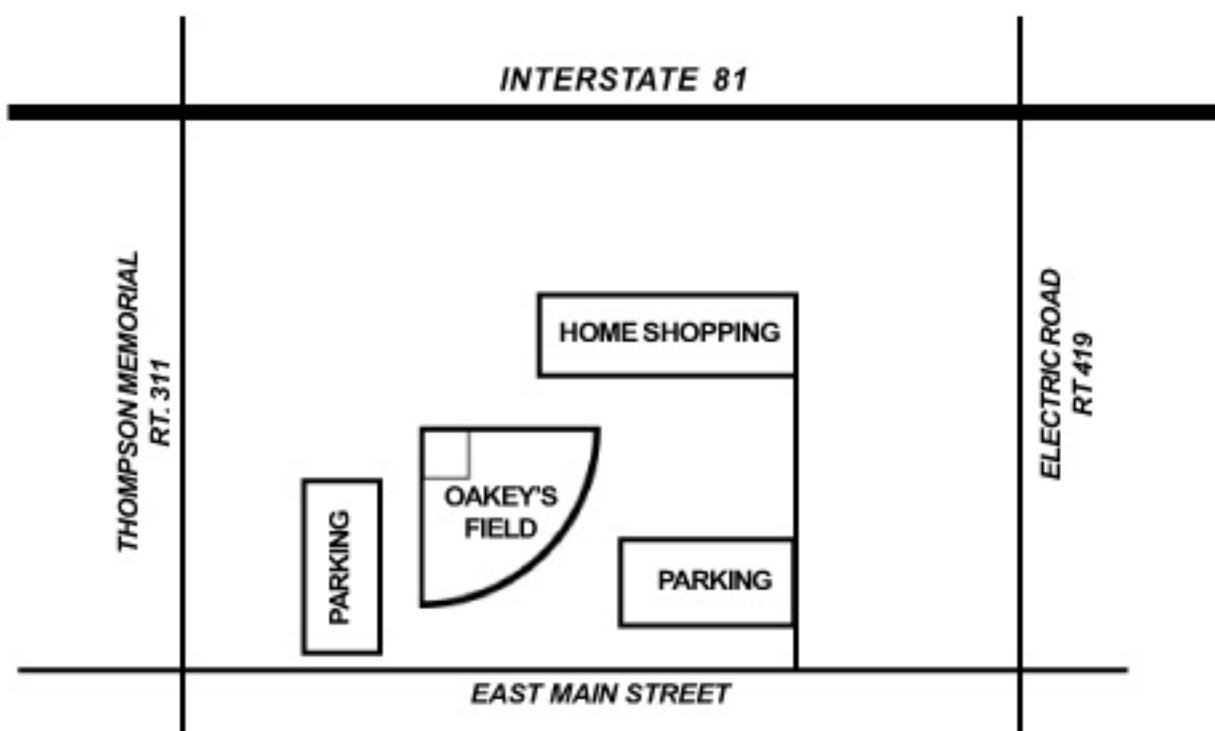 INTERSTATE 81
THOMPSON MEMORIAL
RT. 311
HOME SHOPPING
ELECTRIC ROAD
RT 419
OAKEY'S
FIELD
PARKING
PARKING
EAST MAIN STREET